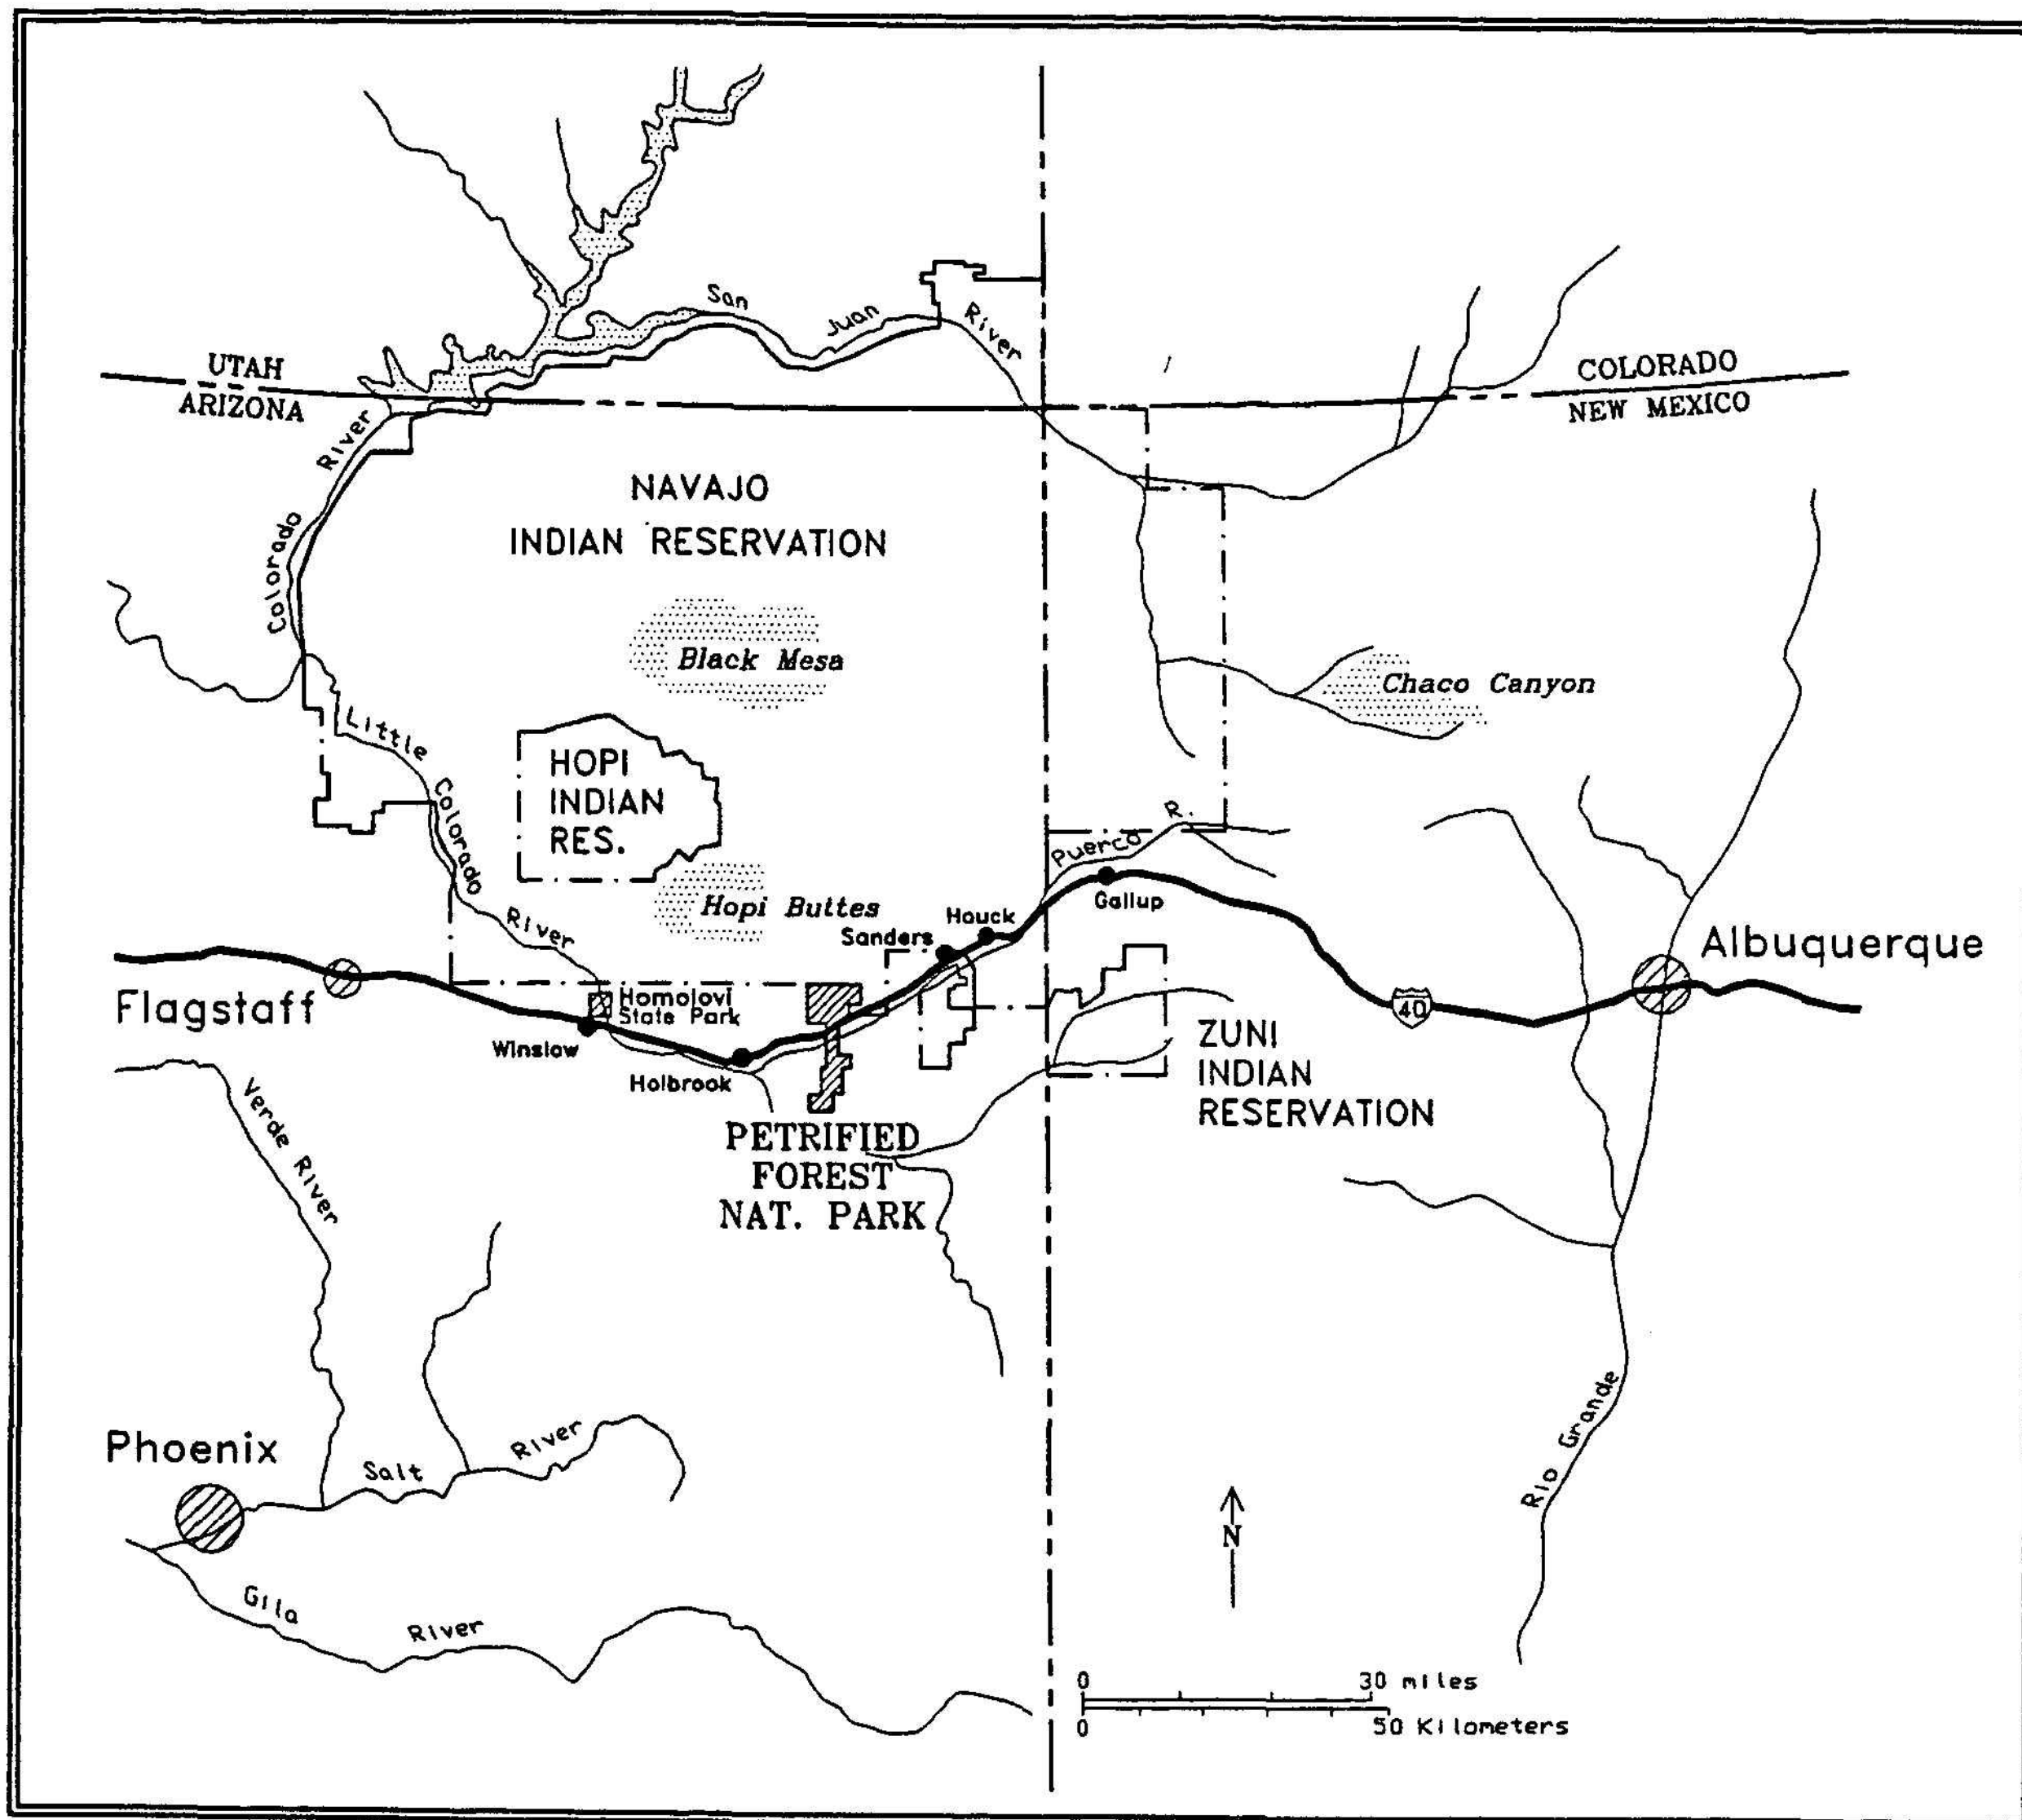 San
Juan
River
UTAH
ARIZONA
COLORADO
NEW MEXICO
River
Colorado
NAVAJO
INDIAN RESERVATION
Black Mesa
Chaco Canyon
Little
Colorado
River
HOPI
INDIAN
RES.
Puerco R.
Hopi Buttes
Houck
Gallup
Sanders
Albuquerque
Flagstaff
Homolovi
State Park
40
Winslow
Holbrook
ZUNI
INDIAN
RESERVATION
Verde River
PETRIFIED
FOREST
NAT. PARK
Rio Grande
Phoenix
Salt
River
N
Gila
River
0 30 miles
0 50 Kilometers